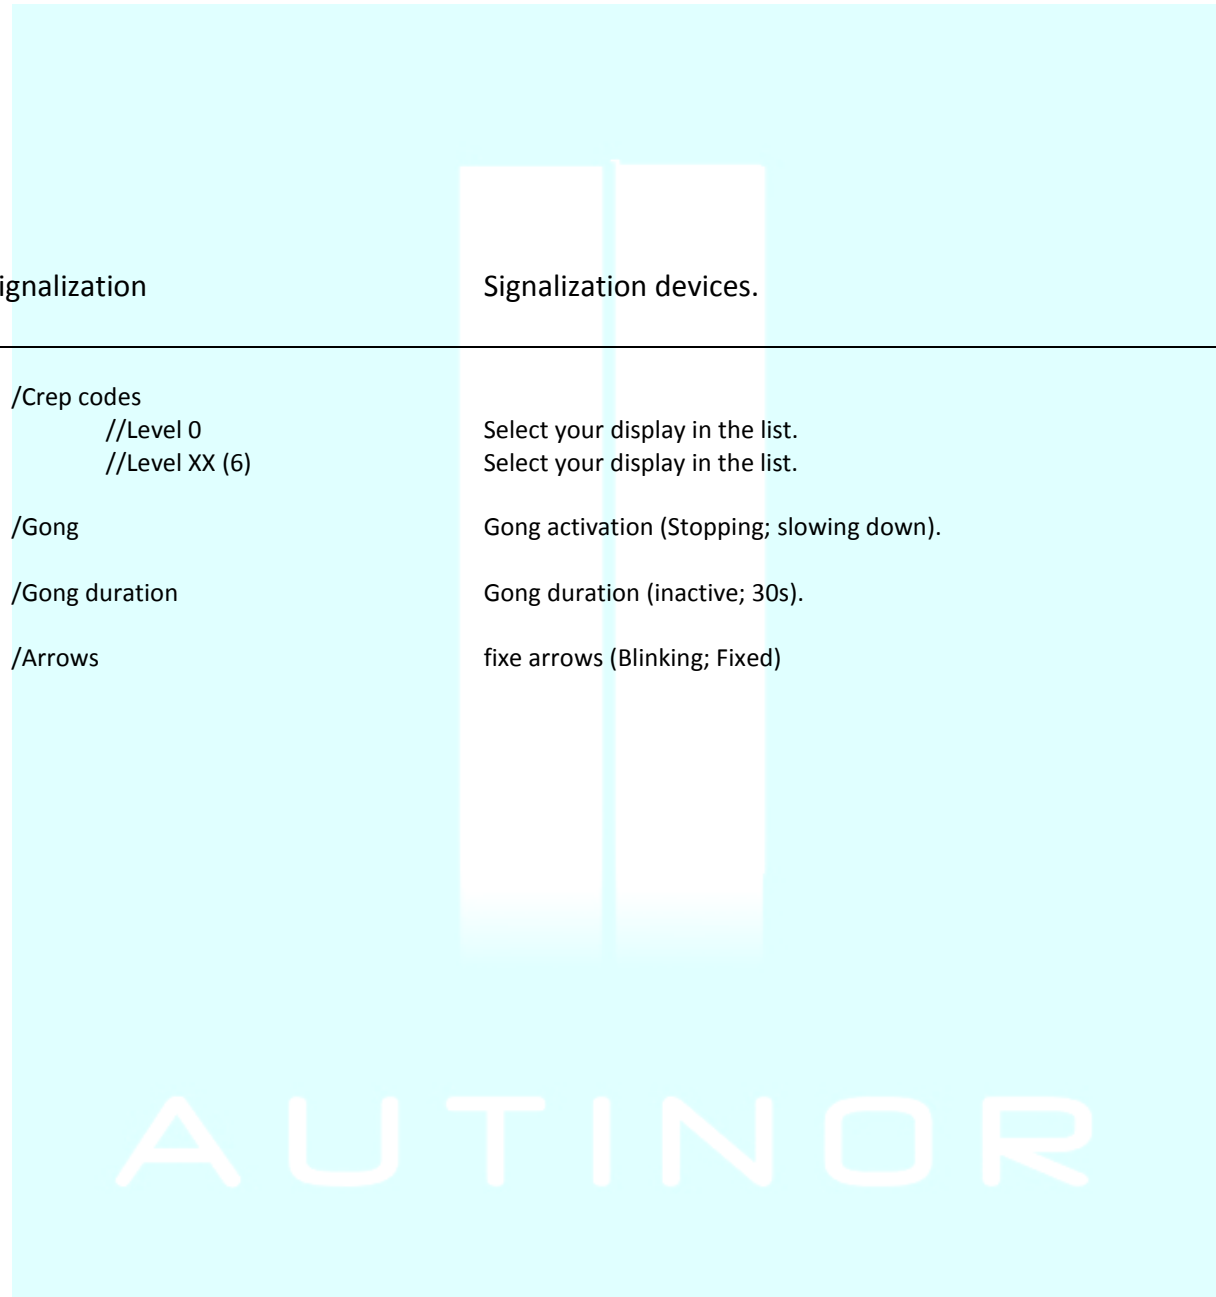 ignalization Signalization devices.
/Crep codes
//Level 0 Select your display in the list.
//Level XX (6) Select your display in the list.
/Gong Gong activation (Stopping; slowing down).
/Gong duration Gong duration (inactive; 30s).
/Arrows fixe arrows (Blinking; Fixed)
AUTINOR